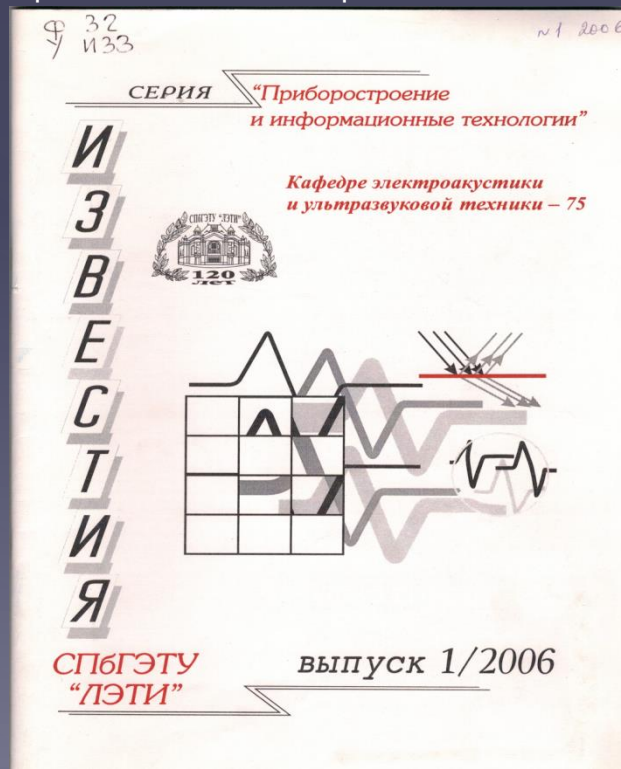 Ф 32
У И33
№1 2006
СЕРИЯ
"Приборостроение
и информационные технологии"
ИЗВЕСТИЯ
Кафедре электроакустики
и ультразвуковой техники – 75
СПбГЭТУ "ЛЭТИ"
120
лет
СПбГЭТУ
"ЛЭТИ"
выпуск 1/2006